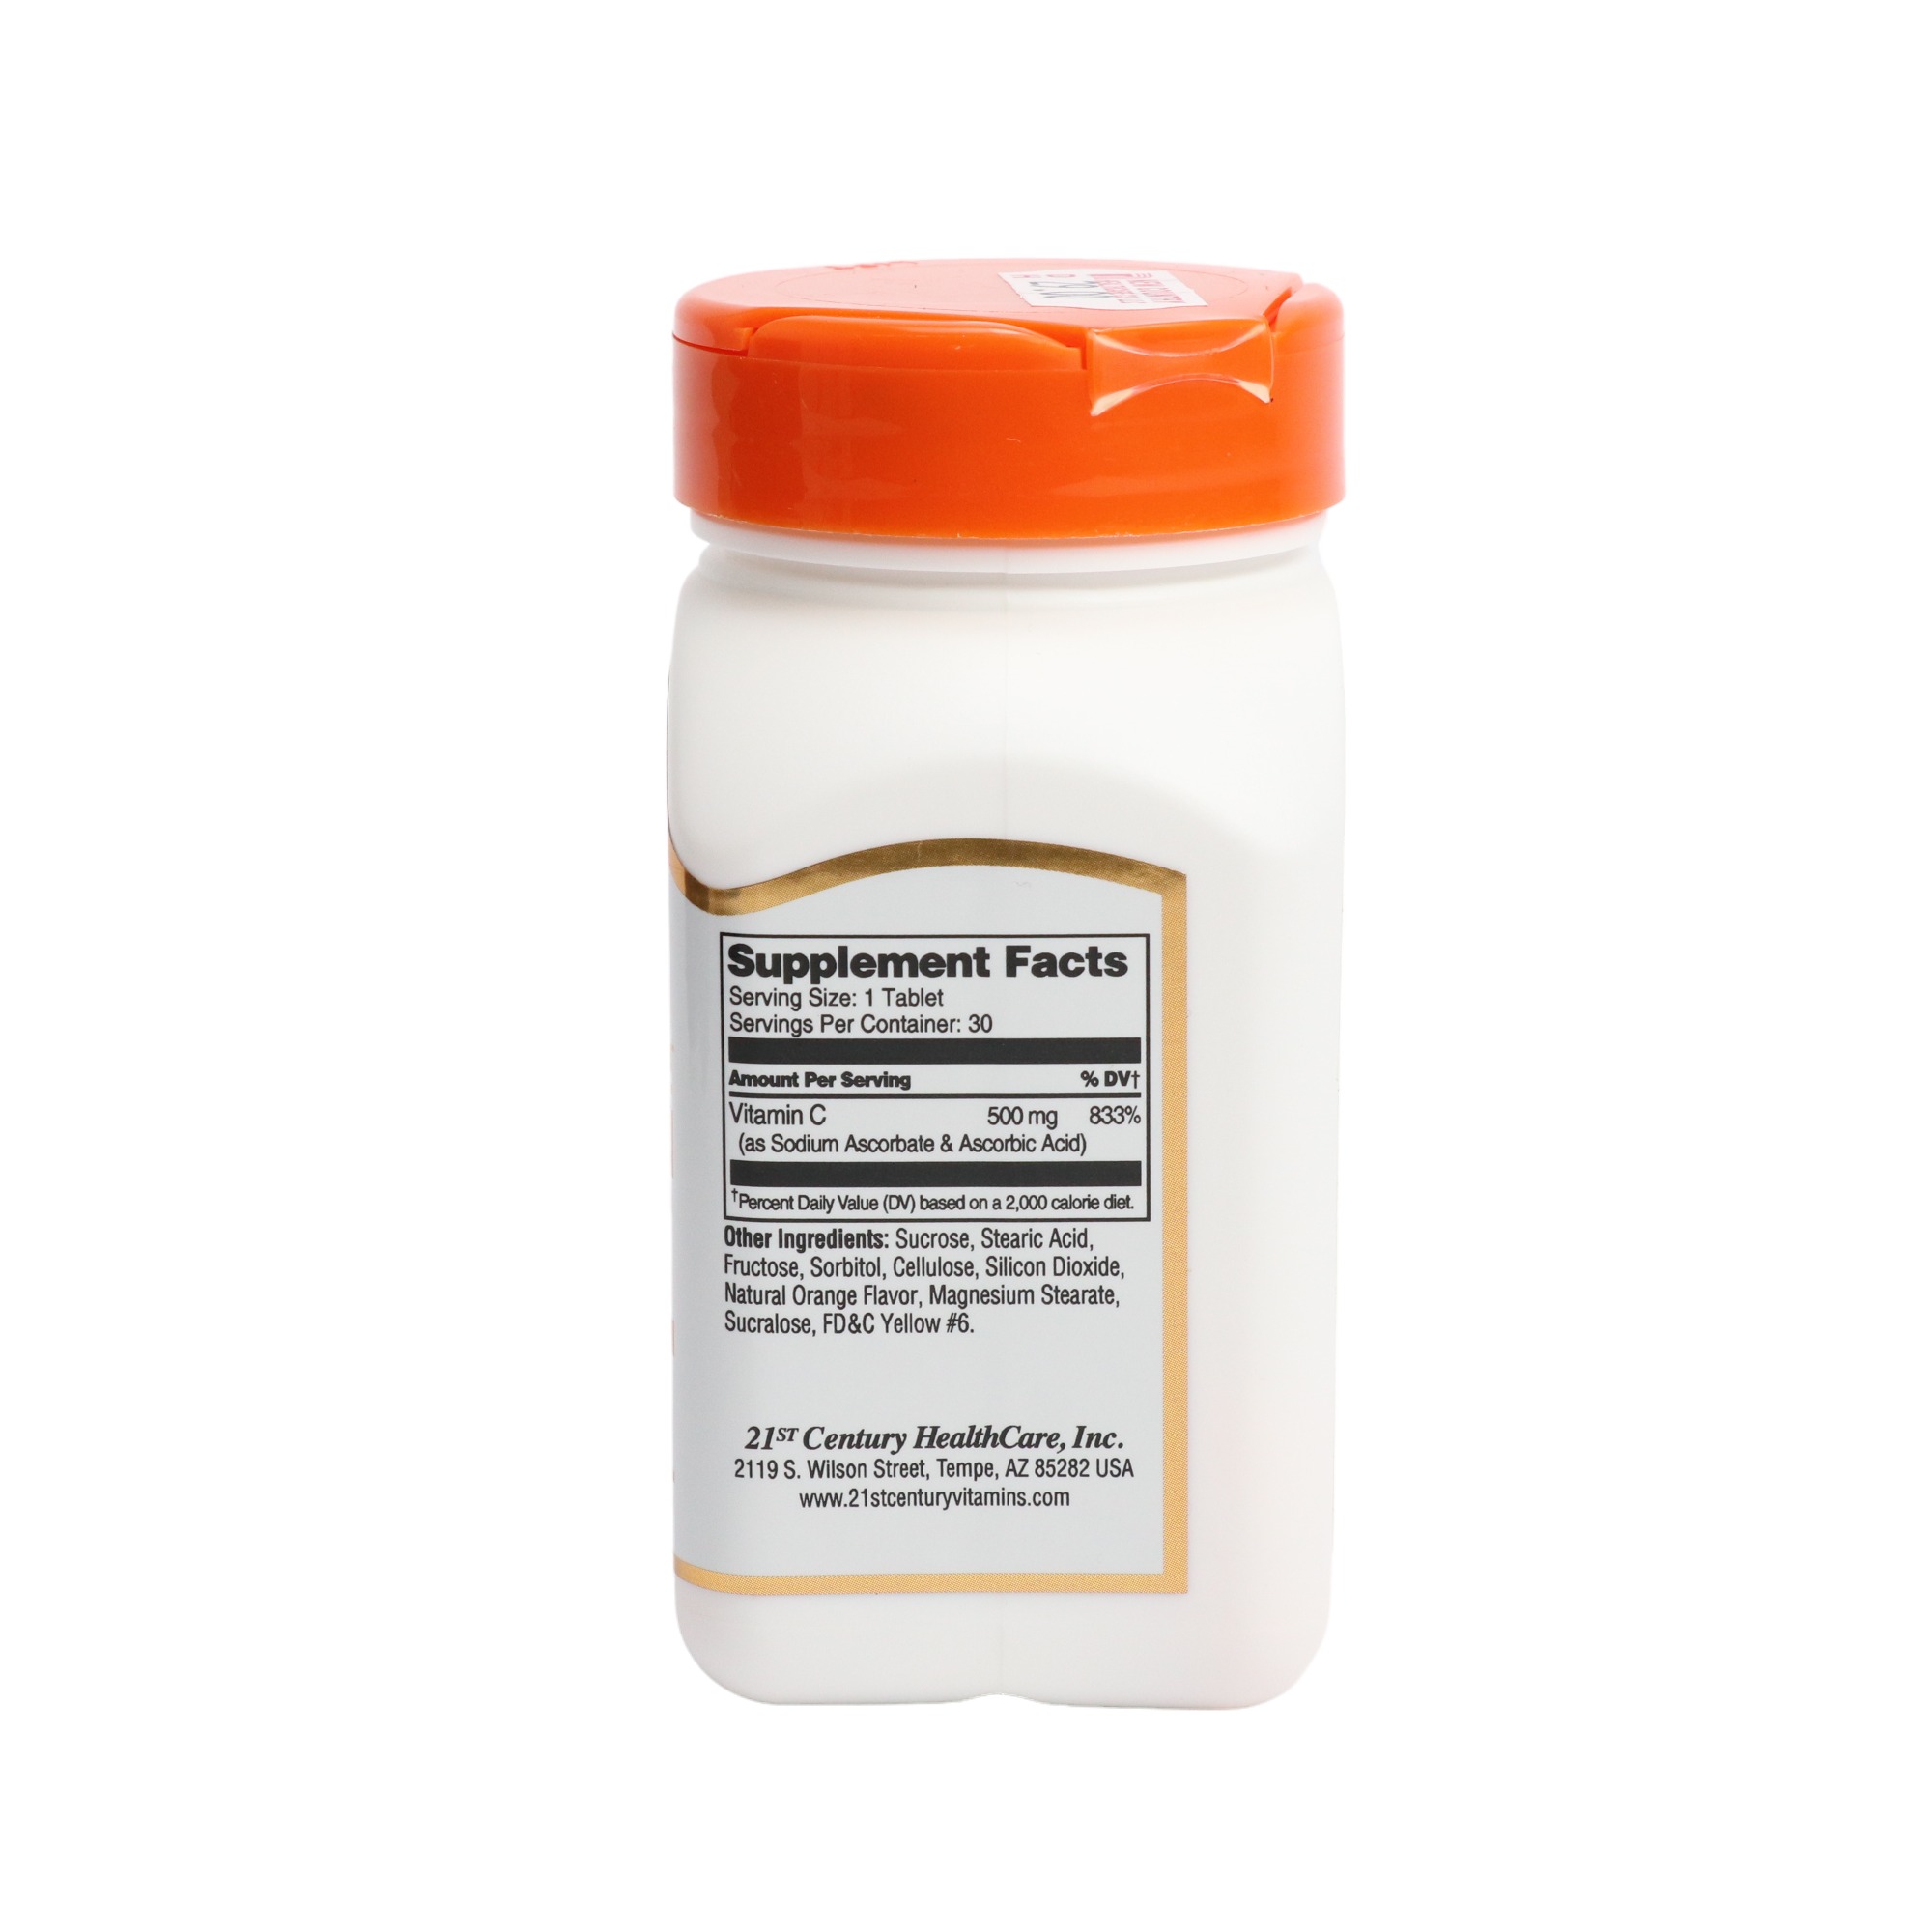 29.00
Supplement Facts
Serving Size: 1 Tablet
Servings Per Container: 30
Amount Per Serving % DV†
Vitamin C 500 mg 833%
(as Sodium Ascorbate & Ascorbic Acid)
†Percent Daily Value (DV) based on a 2,000 calorie diet.
Other Ingredients: Sucrose, Stearic Acid,
Fructose, Sorbitol, Cellulose, Silicon Dioxide,
Natural Orange Flavor, Magnesium Stearate,
Sucralose, FD&C Yellow #6.
21ST Century HealthCare, Inc.
2119 S. Wilson Street, Tempe, AZ 85282 USA
www.21stcenturyvitamins.com